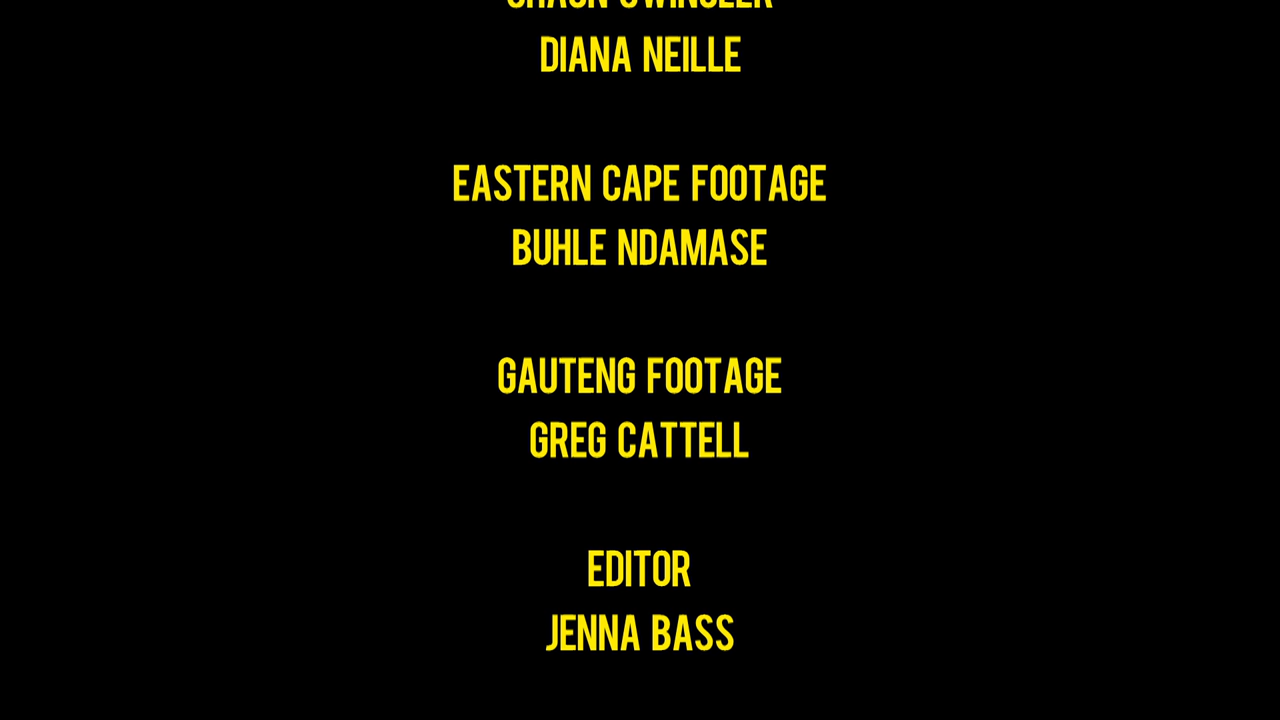 DIANA NEILLE
EASTERN CAPE FOOTAGE
BUHLE NDAMASE
GAUTENG FOOTAGE
GREG CATTELL
EDITOR
JENNA BASS